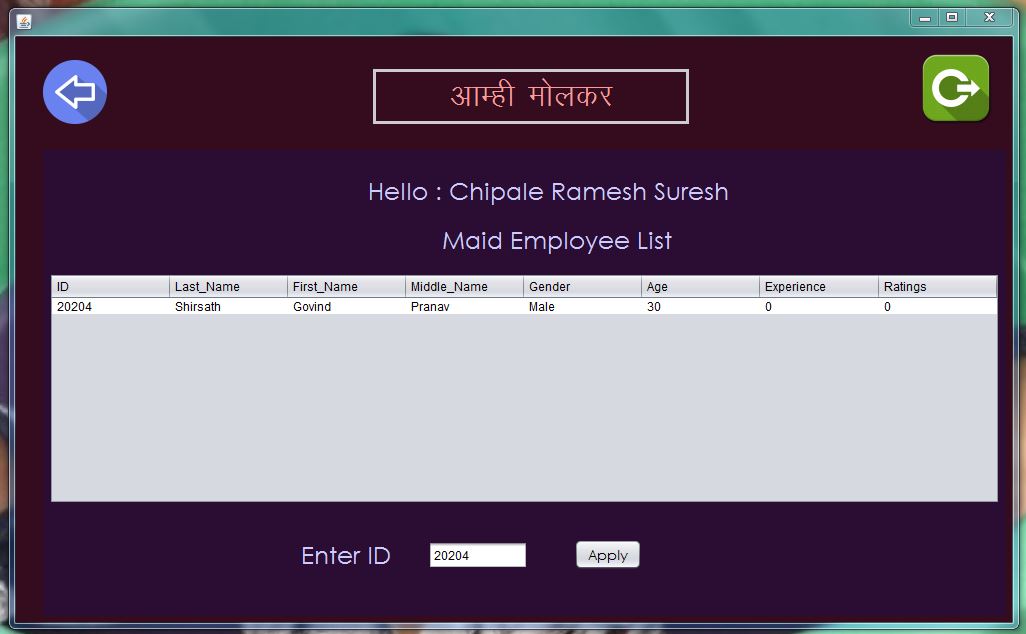 आम्ही मोलकर
Hello : Chipale Ramesh Suresh
Maid Employee List
ID Last_Name First_Name Middle_Name Gender Age Experience Ratings
20204 Shirsath Govind Pranav Male 30 0 0
Enter ID 20204 Apply